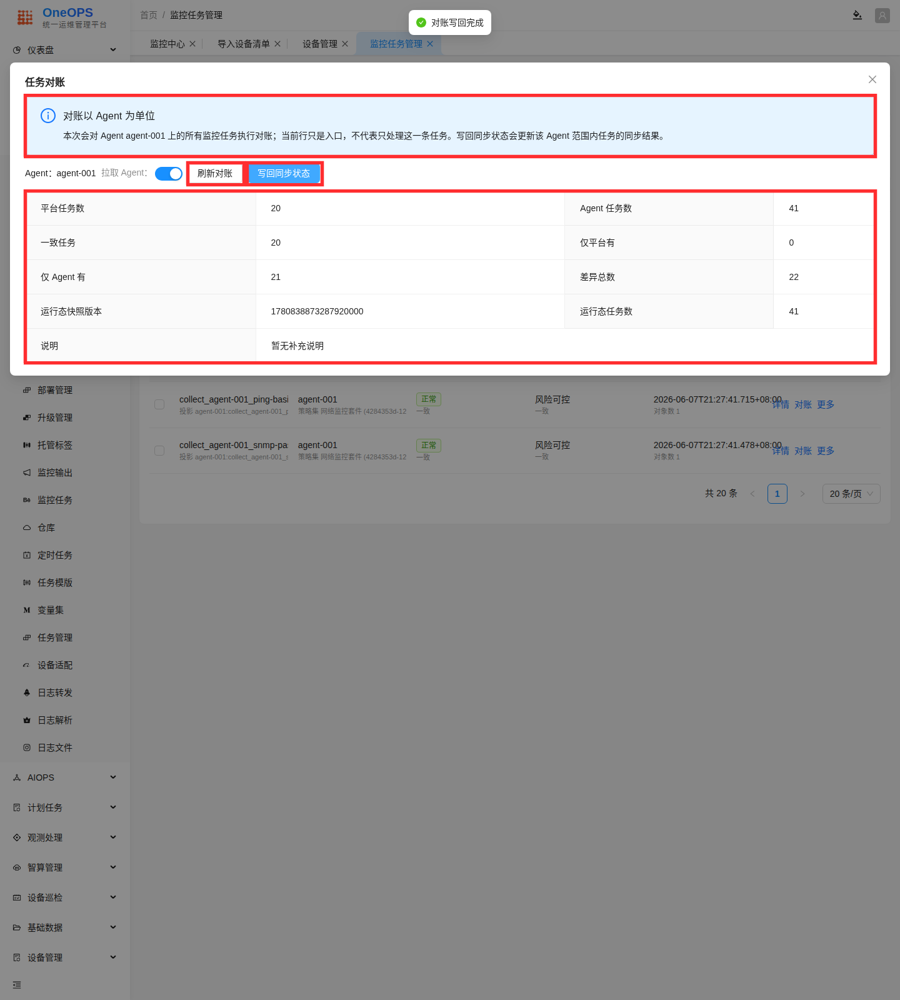 OneOPS
统一运维管理平台
首页 / 监控任务管理
对账写回完成
仪表盘
监控中心
导入设备清单
设备管理
监控任务管理
任务对账
对账以 Agent 为单位
本次会对 Agent agent-001 上的所有监控任务执行对账；当前行只是入口，不代表只处理这一条任务。写回同步状态会更新该 Agent 范围内任务的同步结果。
Agent：agent-001 拉取 Agent： 刷新对账 写回同步状态
平台任务数 20 Agent 任务数 41
一致任务 20 仅平台有 0
仅 Agent 有 21 差异总数 22
运行态快照版本 1780838873287920000 运行态任务数 41
说明 暂无补充说明
部署管理
升级管理
托管标签
监控输出
监控任务
仓库
定时任务
任务模版
变量集
任务管理
设备适配
日志转发
日志解析
日志文件
AIOPS
计划任务
观测处理
智算管理
设备巡检
基础数据
设备管理
collect_agent-001_ping-basi agent-001 正常 风险可控 2026-06-07T21:27:41.715+08:00 详情 对账 更多
投影 agent-001:collect_agent-001_p 策略集 网络监控套件 (4284353d-12 一致 一致 对象数 1
collect_agent-001_snmp-pa agent-001 正常 风险可控 2026-06-07T21:27:41.478+08:00 详情 对账 更多
投影 agent-001:collect_agent-001_s 策略集 网络监控套件 (4284353d-12 一致 一致 对象数 1
共 20 条 1 20 条/页